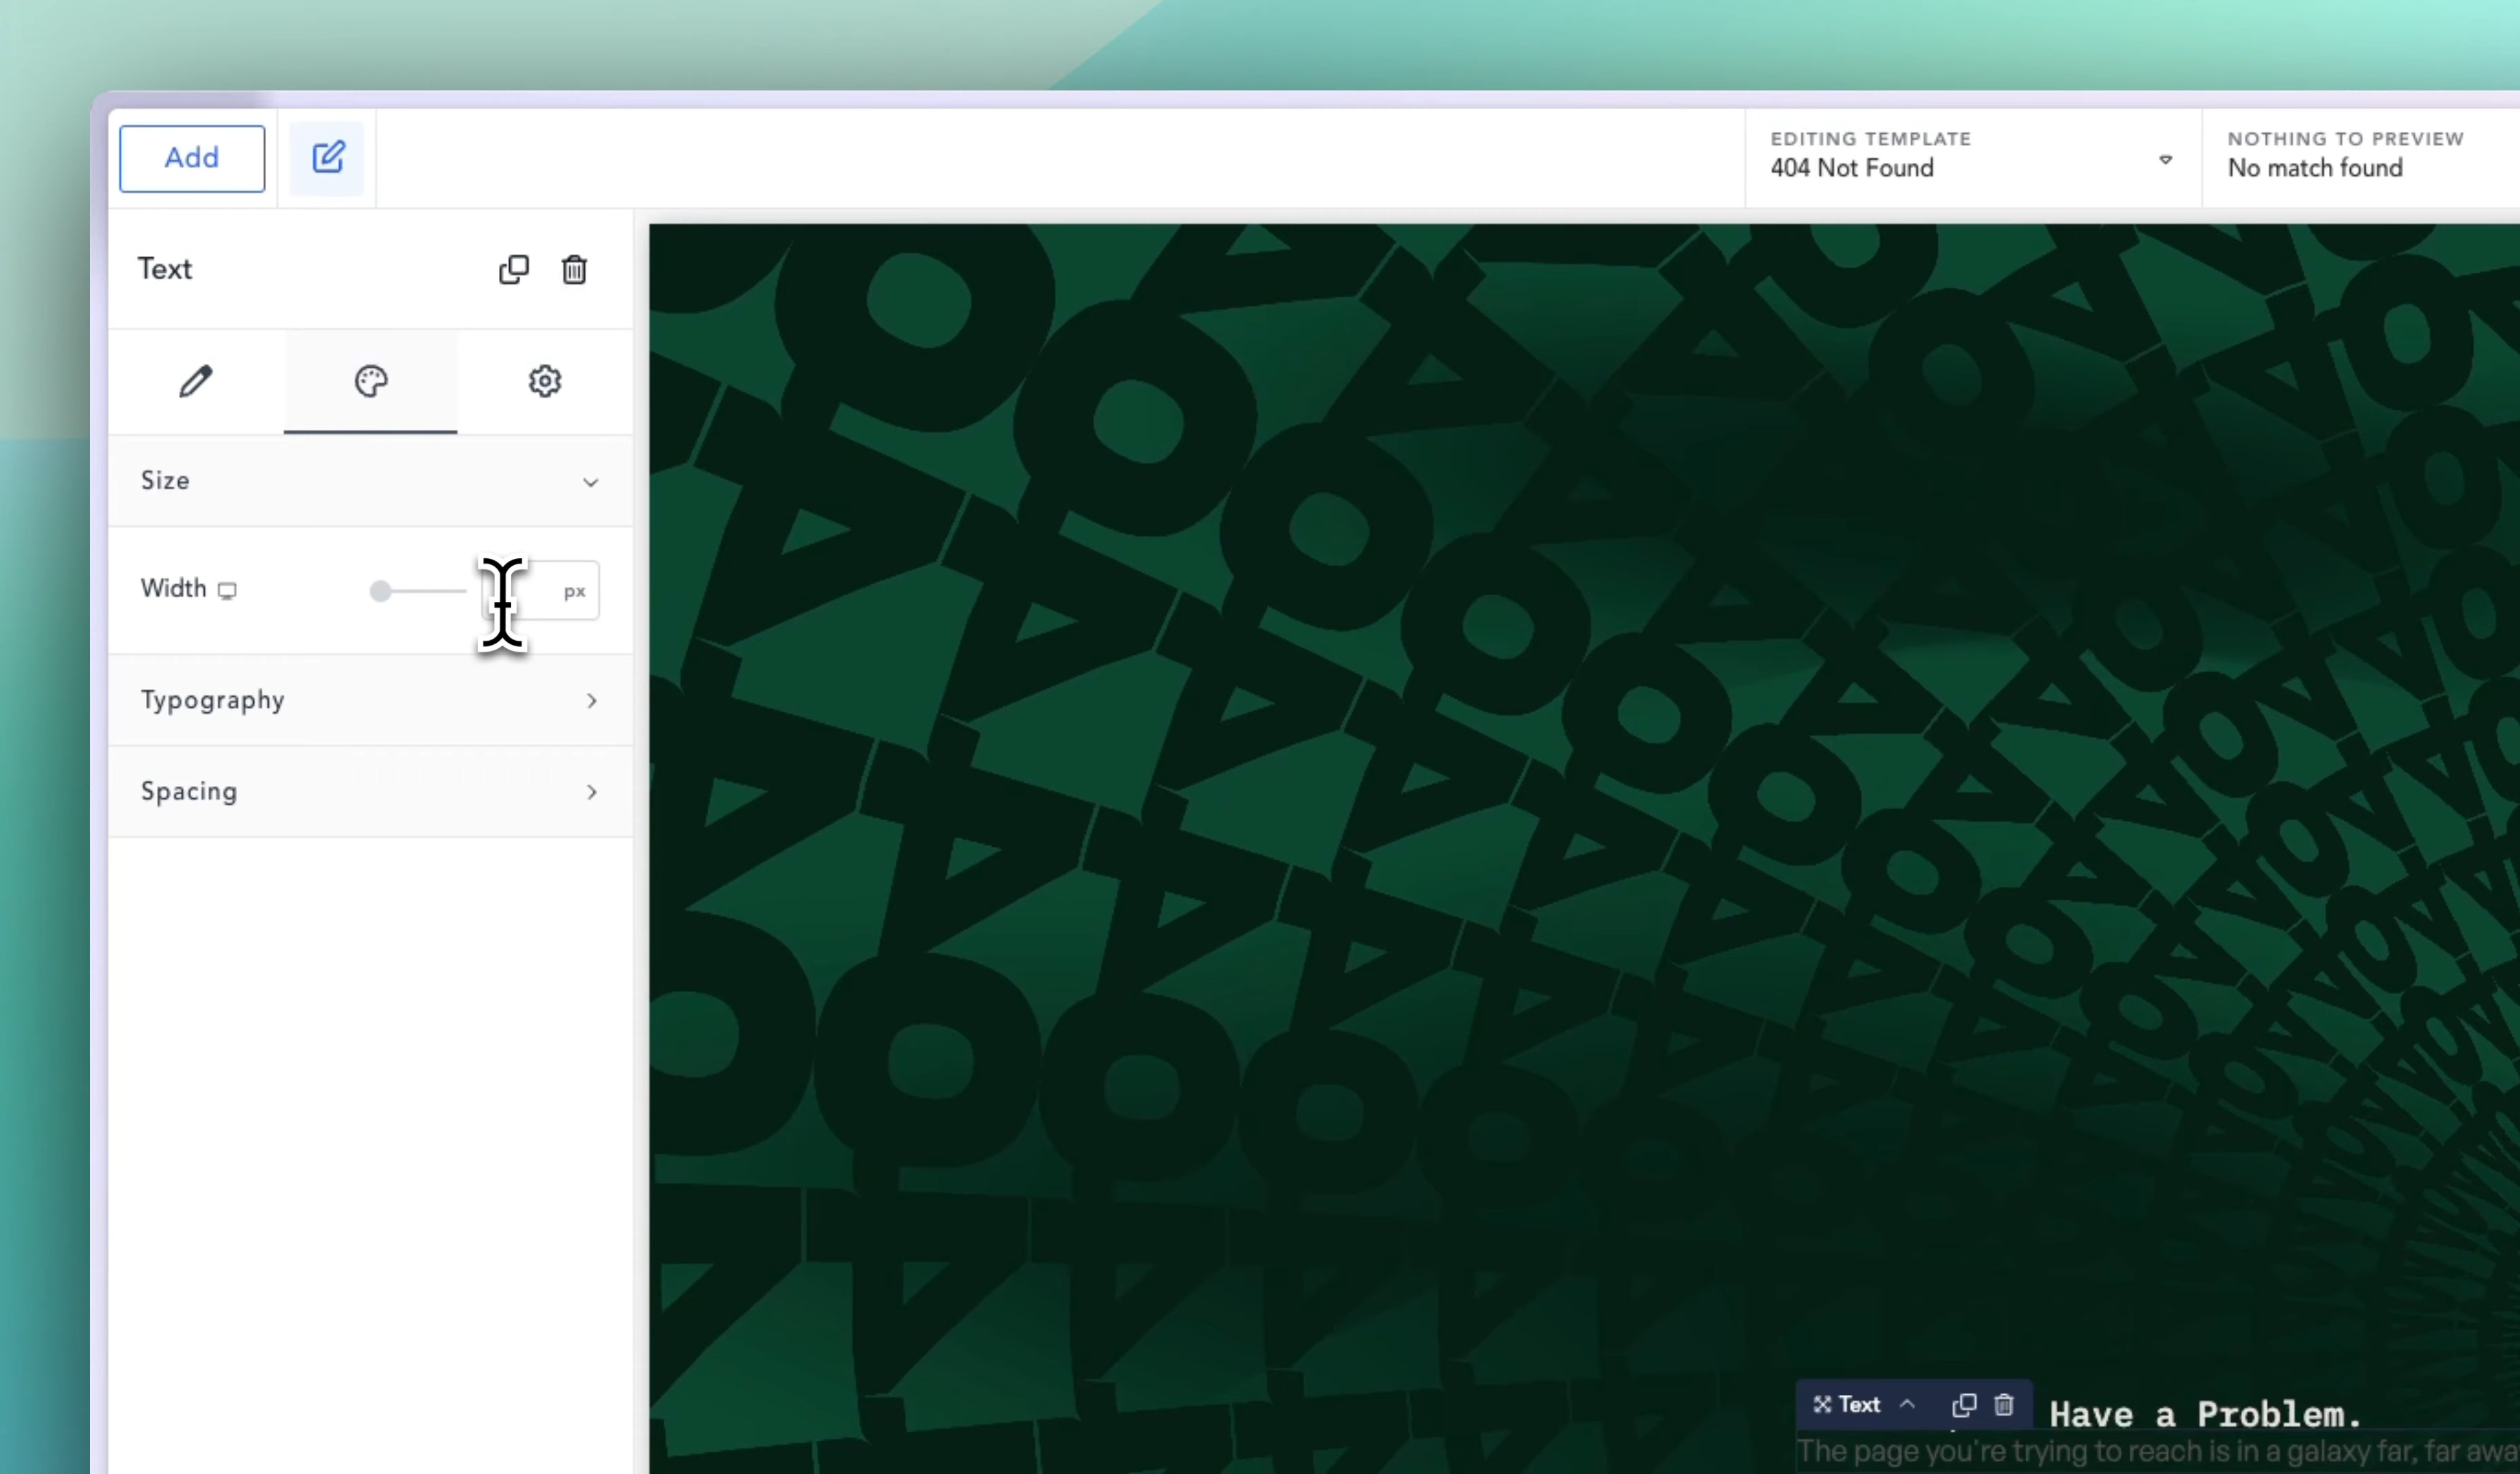 Add
EDITING TEMPLATE
404 Not Found
NOTHING TO PREVIEW
No match found
Text
Size
Width
px
Typography
Spacing
Text
Have a Problem.
The page you're trying to reach is in a galaxy far, far